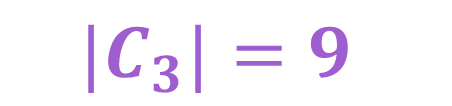 |C₃| = 9